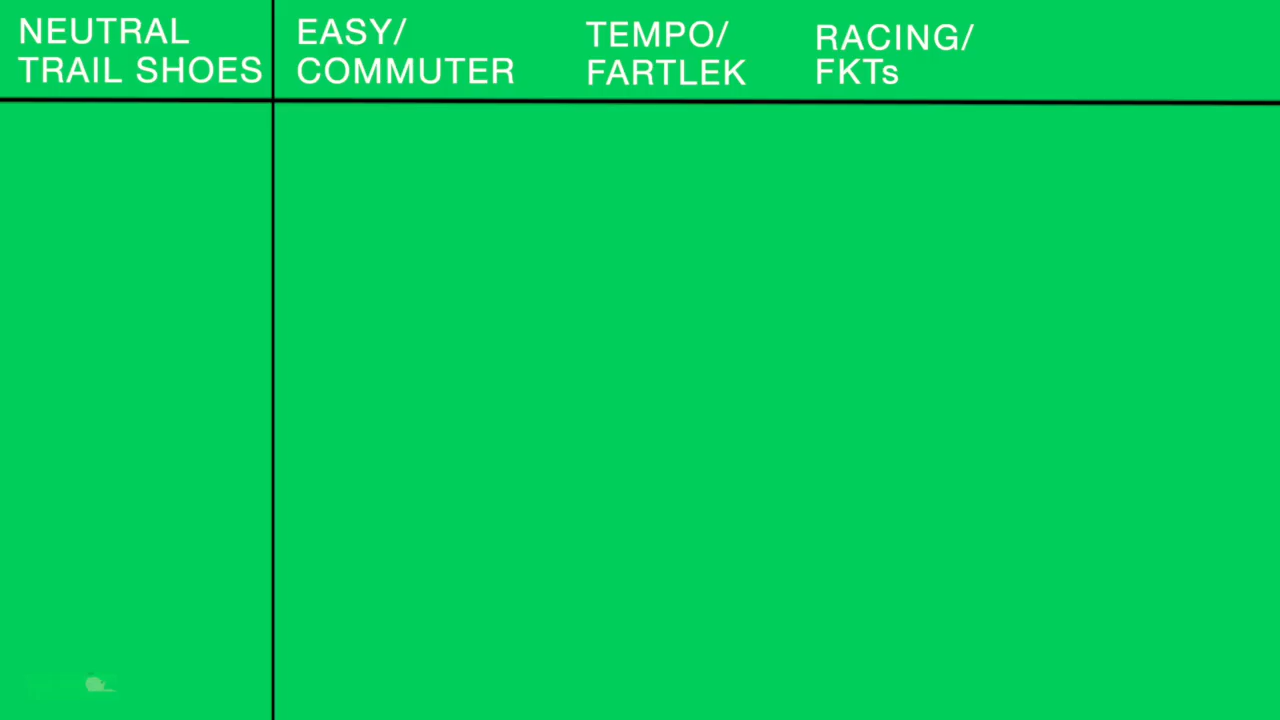 NEUTRAL
TRAIL SHOES
EASY/
COMMUTER
TEMPO/
FARTLEK
RACING/
FKTs